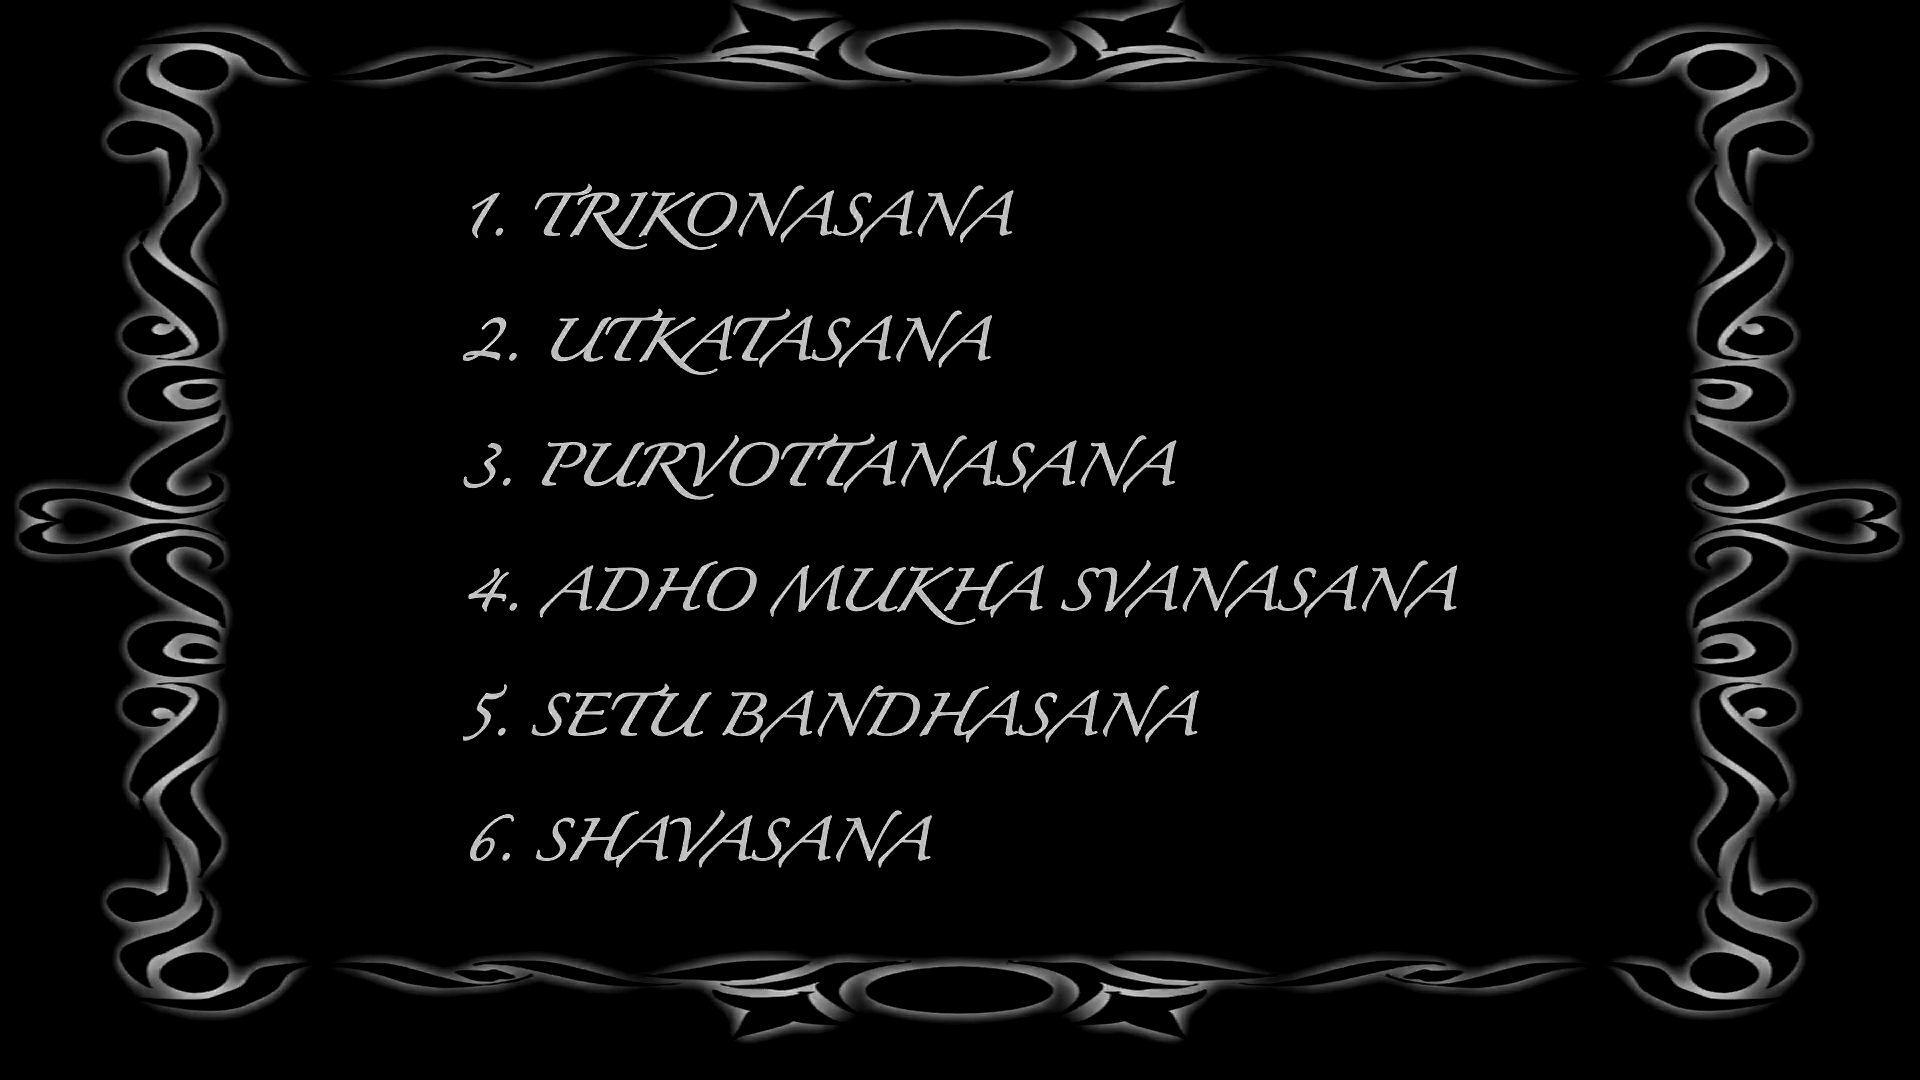 1. TRIKONASANA
2. UTKATASANA
3. PURVOTTANASANA
4. ADHO MUKHA SVANASANA
5. SETU BANDHASANA
6. SHAVASANA